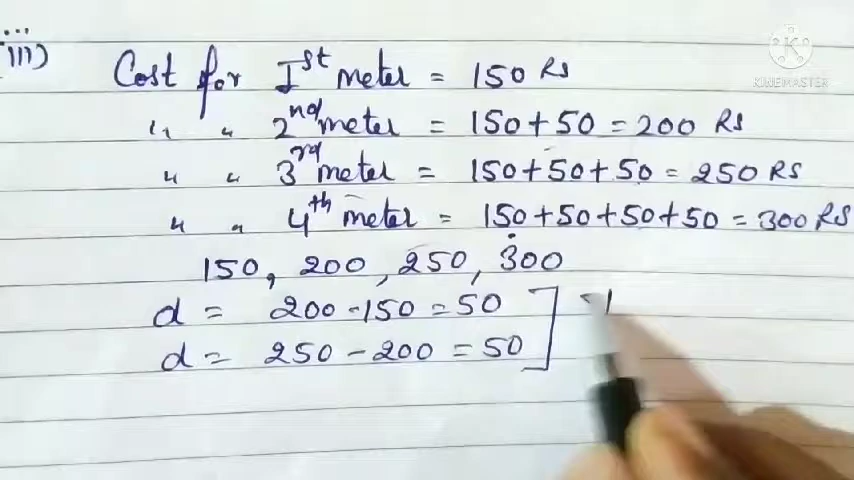 ...
iii)
Cost for Ist meter = 150 Rs
" " 2nd meter = 150+50 = 200 Rs
" " 3rd meter = 150+50+50 = 250 Rs
" " 4th meter = 150+50+50+50 = 300 Rs
150, 200, 250, 300
d = 200-150 = 50
d = 250-200 = 50
KINEMASTER